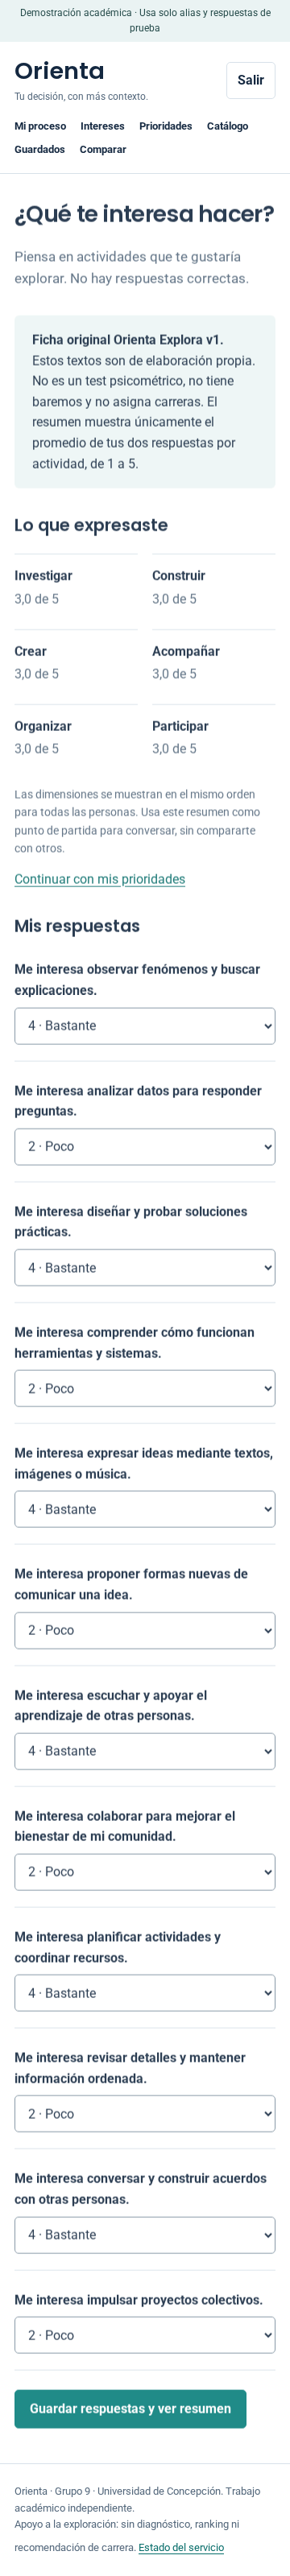 Demostración académica · Usa solo alias y respuestas de
prueba
Orienta
Tu decisión, con más contexto.
Salir
Mi proceso Intereses Prioridades Catálogo
Guardados Comparar
¿Qué te interesa hacer?
Piensa en actividades que te gustaría
explorar. No hay respuestas correctas.
Ficha original Orienta Explora v1.
Estos textos son de elaboración propia.
No es un test psicométrico, no tiene
baremos y no asigna carreras. El
resumen muestra únicamente el
promedio de tus dos respuestas por
actividad, de 1 a 5.
Lo que expresaste
Investigar Construir
3,0 de 5 3,0 de 5
Crear Acompañar
3,0 de 5 3,0 de 5
Organizar Participar
3,0 de 5 3,0 de 5
Las dimensiones se muestran en el mismo orden
para todas las personas. Usa este resumen como
punto de partida para conversar, sin compararte
con otros.
Continuar con mis prioridades
Mis respuestas
Me interesa observar fenómenos y buscar
explicaciones.
4 · Bastante
Me interesa analizar datos para responder
preguntas.
2 · Poco
Me interesa diseñar y probar soluciones
prácticas.
4 · Bastante
Me interesa comprender cómo funcionan
herramientas y sistemas.
2 · Poco
Me interesa expresar ideas mediante textos,
imágenes o música.
4 · Bastante
Me interesa proponer formas nuevas de
comunicar una idea.
2 · Poco
Me interesa escuchar y apoyar el
aprendizaje de otras personas.
4 · Bastante
Me interesa colaborar para mejorar el
bienestar de mi comunidad.
2 · Poco
Me interesa planificar actividades y
coordinar recursos.
4 · Bastante
Me interesa revisar detalles y mantener
información ordenada.
2 · Poco
Me interesa conversar y construir acuerdos
con otras personas.
4 · Bastante
Me interesa impulsar proyectos colectivos.
2 · Poco
Guardar respuestas y ver resumen
Orienta · Grupo 9 · Universidad de Concepción. Trabajo
académico independiente.
Apoyo a la exploración: sin diagnóstico, ranking ni
recomendación de carrera. Estado del servicio